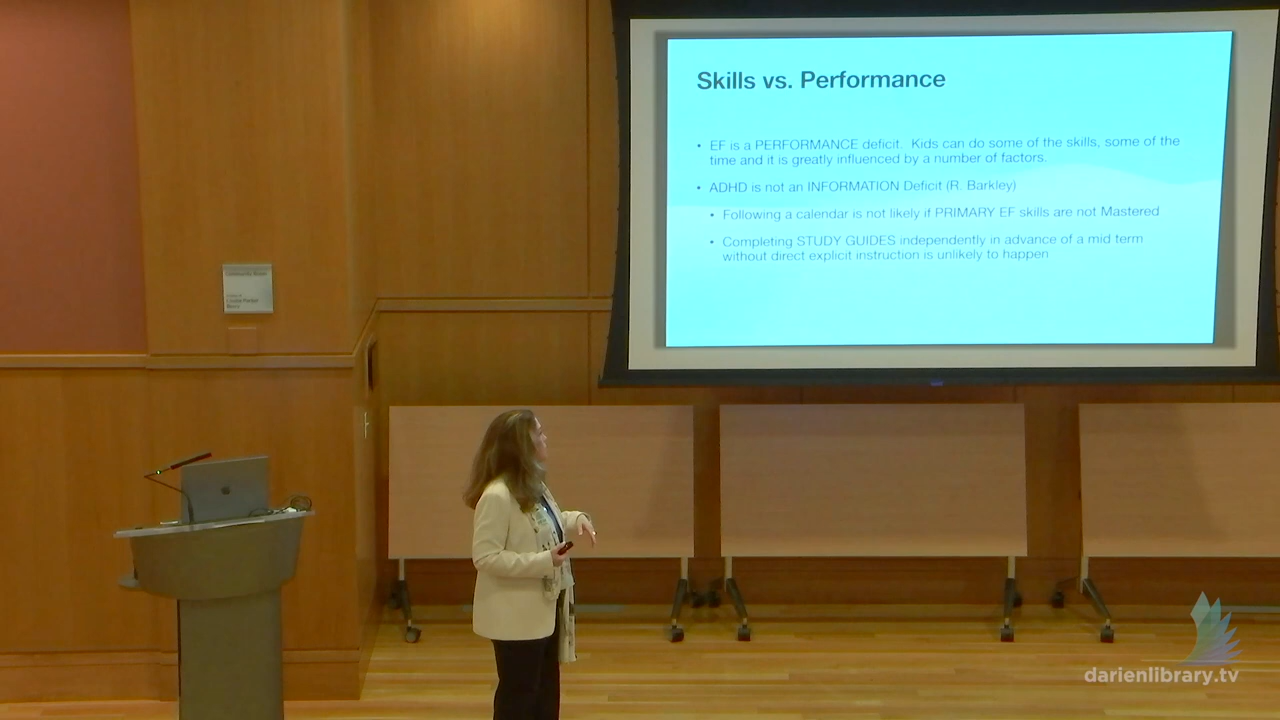 Skills vs. Performance
• EF is a PERFORMANCE deficit. Kids can do some of the skills, some of the
time and it is greatly influenced by a number of factors.
• ADHD is not an INFORMATION Deficit (R. Barkley)
• Following a calendar is not likely if PRIMARY EF skills are not Mastered
• Completing STUDY GUIDES independently in advance of a mid term
without direct explicit instruction is unlikely to happen
Community Room
darienlibrary.tv